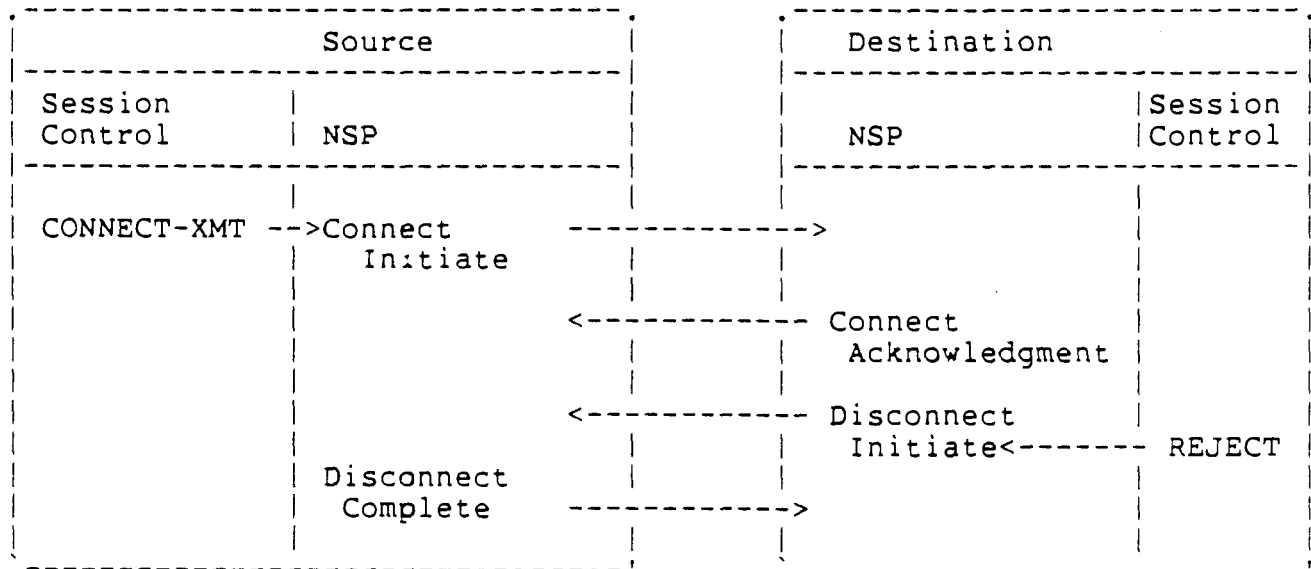 Source Destination
Session Session
Control NSP NSP Control
CONNECT-XMT -->Connect ------------->
Initiate
<------------ Connect
Acknowledgment
<------------ Disconnect
Initiate<------- REJECT
Disconnect
Complete ------------->